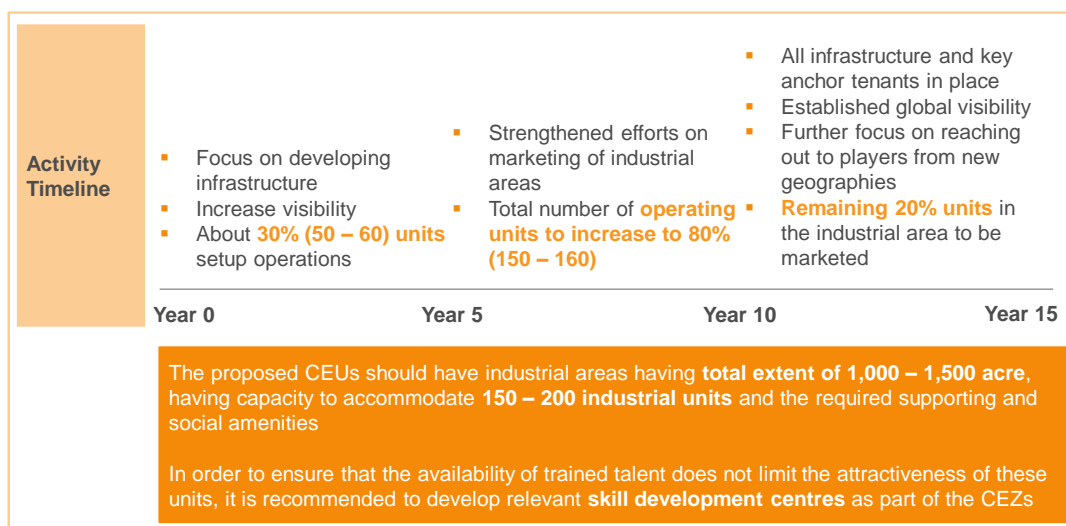 Activity
Timeline
▪ Focus on developing
infrastructure
▪ Increase visibility
▪ About 30% (50 – 60) units
setup operations
▪ Strengthened efforts on
marketing of industrial
areas
▪ Total number of operating
units to increase to 80%
(150 – 160)
▪ All infrastructure and key
anchor tenants in place
▪ Established global visibility
▪ Further focus on reaching
out to players from new
geographies
▪ Remaining 20% units in
the industrial area to be
marketed
Year 0
Year 5
Year 10
Year 15
The proposed CEUs should have industrial areas having total extent of 1,000 – 1,500 acre,
having capacity to accommodate 150 – 200 industrial units and the required supporting and
social amenities
In order to ensure that the availability of trained talent does not limit the attractiveness of these
units, it is recommended to develop relevant skill development centres as part of the CEZs